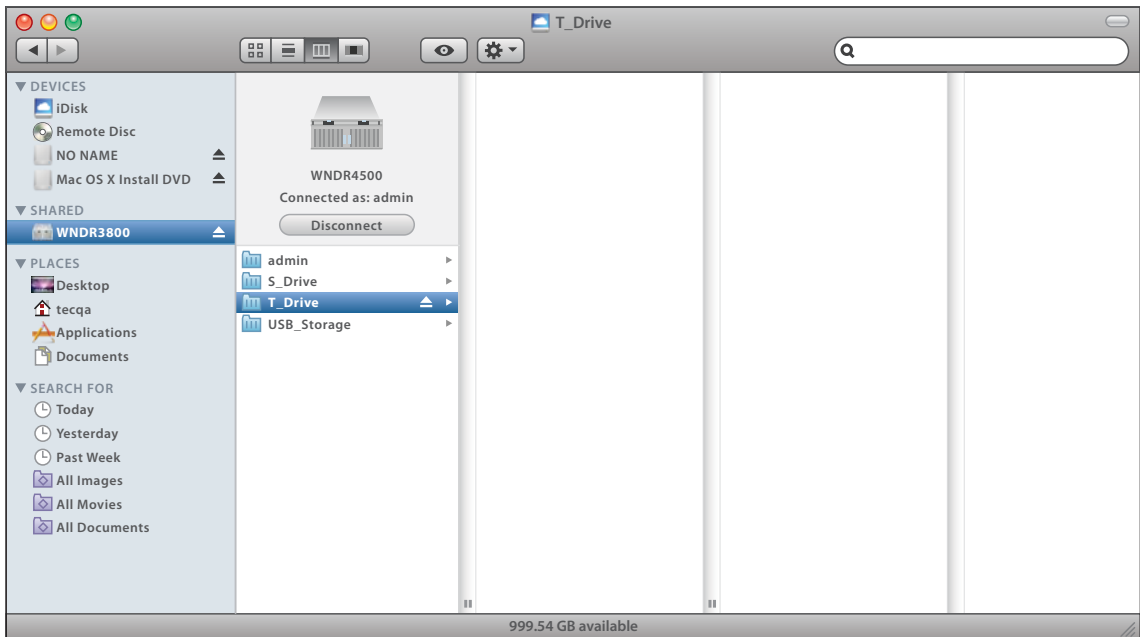 T_Drive
DEVICES
iDisk
Remote Disc
NO NAME
Mac OS X Install DVD
SHARED
WNDR3800
PLACES
Desktop
tecqa
Applications
Documents
SEARCH FOR
Today
Yesterday
Past Week
All Images
All Movies
All Documents
WNDR4500
Connected as: admin
Disconnect
admin
S_Drive
T_Drive
USB_Storage
999.54 GB available